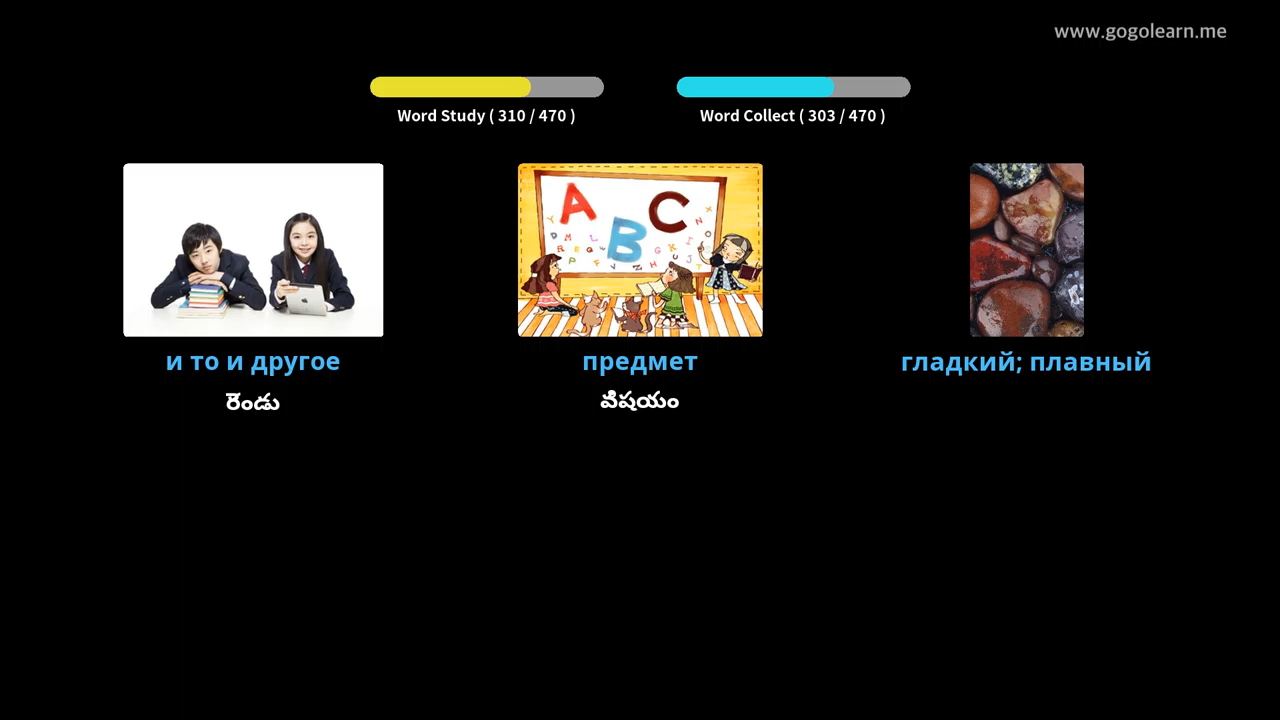 www.gogolearn.me
Word Study ( 310 / 470 )
Word Collect ( 303 / 470 )
A B C
и то и другое
предмет
гладкий; плавный
రెండు
విషయం